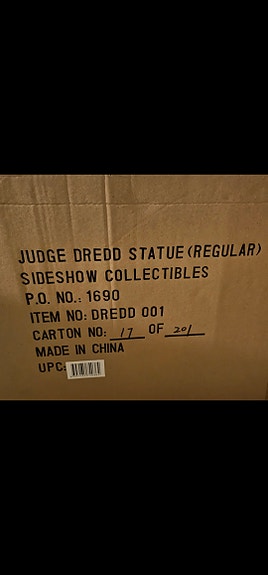 JUDGE DREDD STATUE (REGULAR)
SIDESHOW COLLECTIBLES
P.O. NO.: 1690
ITEM NO: DREDD 001
CARTON NO: 17 OF 201
MADE IN CHINA
UPC: